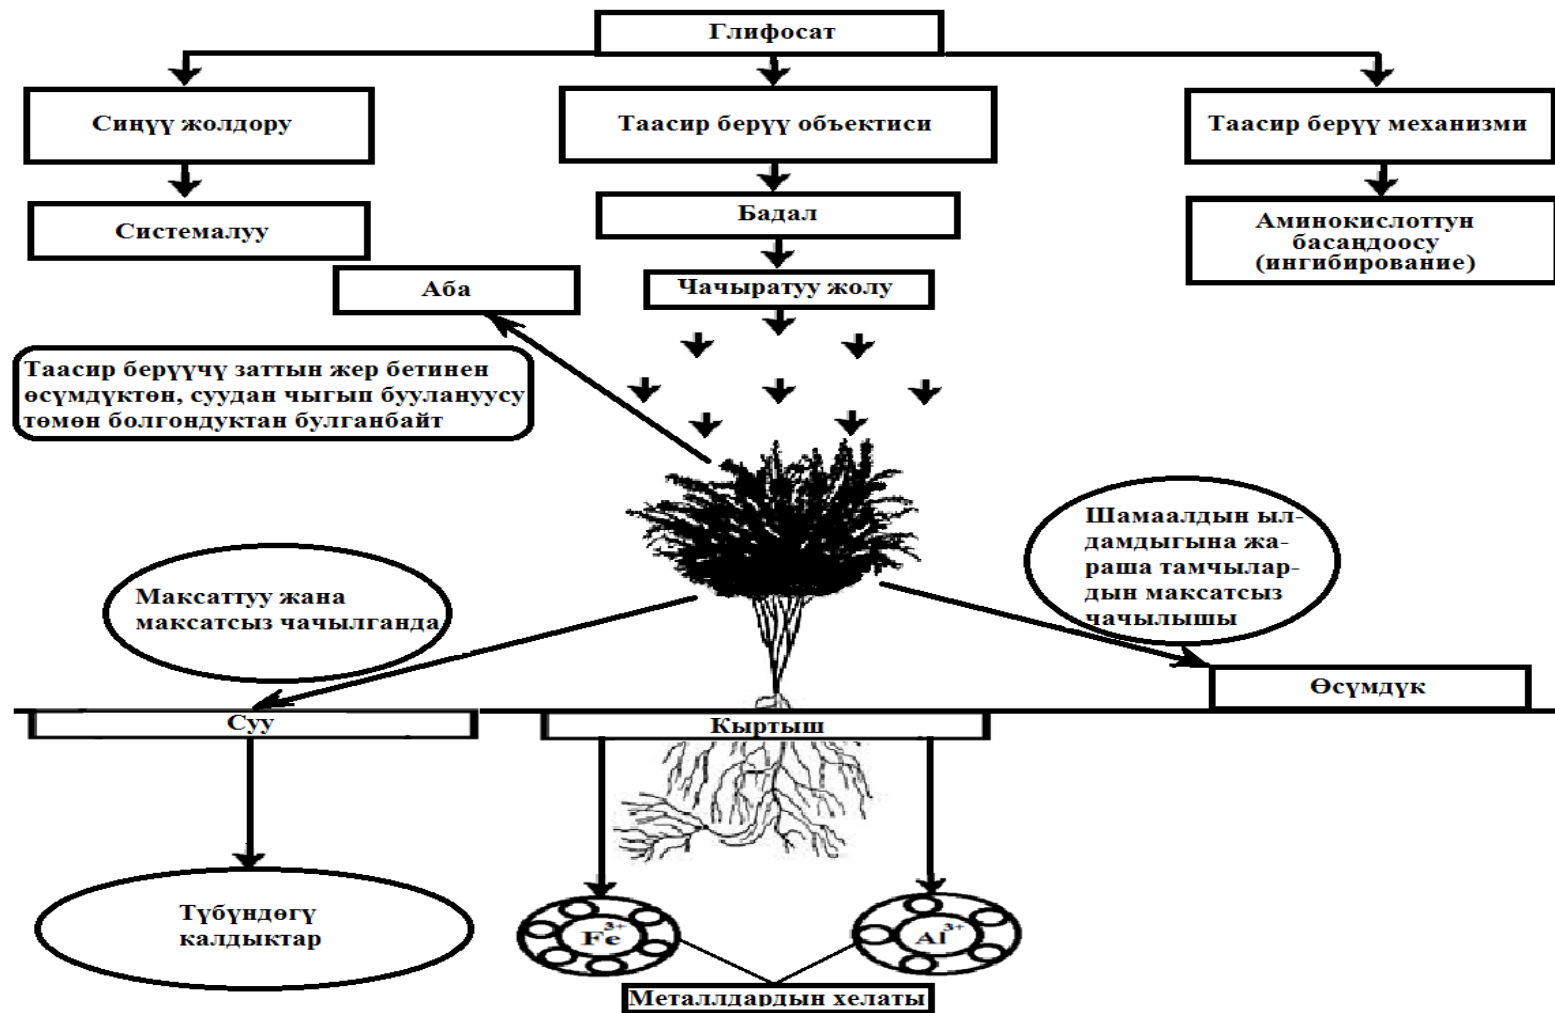 Глифосат
Сиңүү жолдору
Таасир берүү объектиси
Таасир берүү механизми
Системалуу
Бадал
Аминокислоттун
басаңдоосу
(ингибирование)
Аба
Чачыратуу жолу
Таасир берүүчү заттын жер бетинен
өсүмдүктөн, суудан чыгып буулануусу
төмөн болгондуктан булганбайт
Шамаалдын ыл-
дамдыгына жа-
раша тамчылар-
дын максатсыз
чачылышы
Максаттуу жана
максатсыз чачылганда
Өсүмдүк
Суу
Кыртыш
Түбүндөгү
калдыктар
Fe3+
Al3+
Металлдардын хелаты